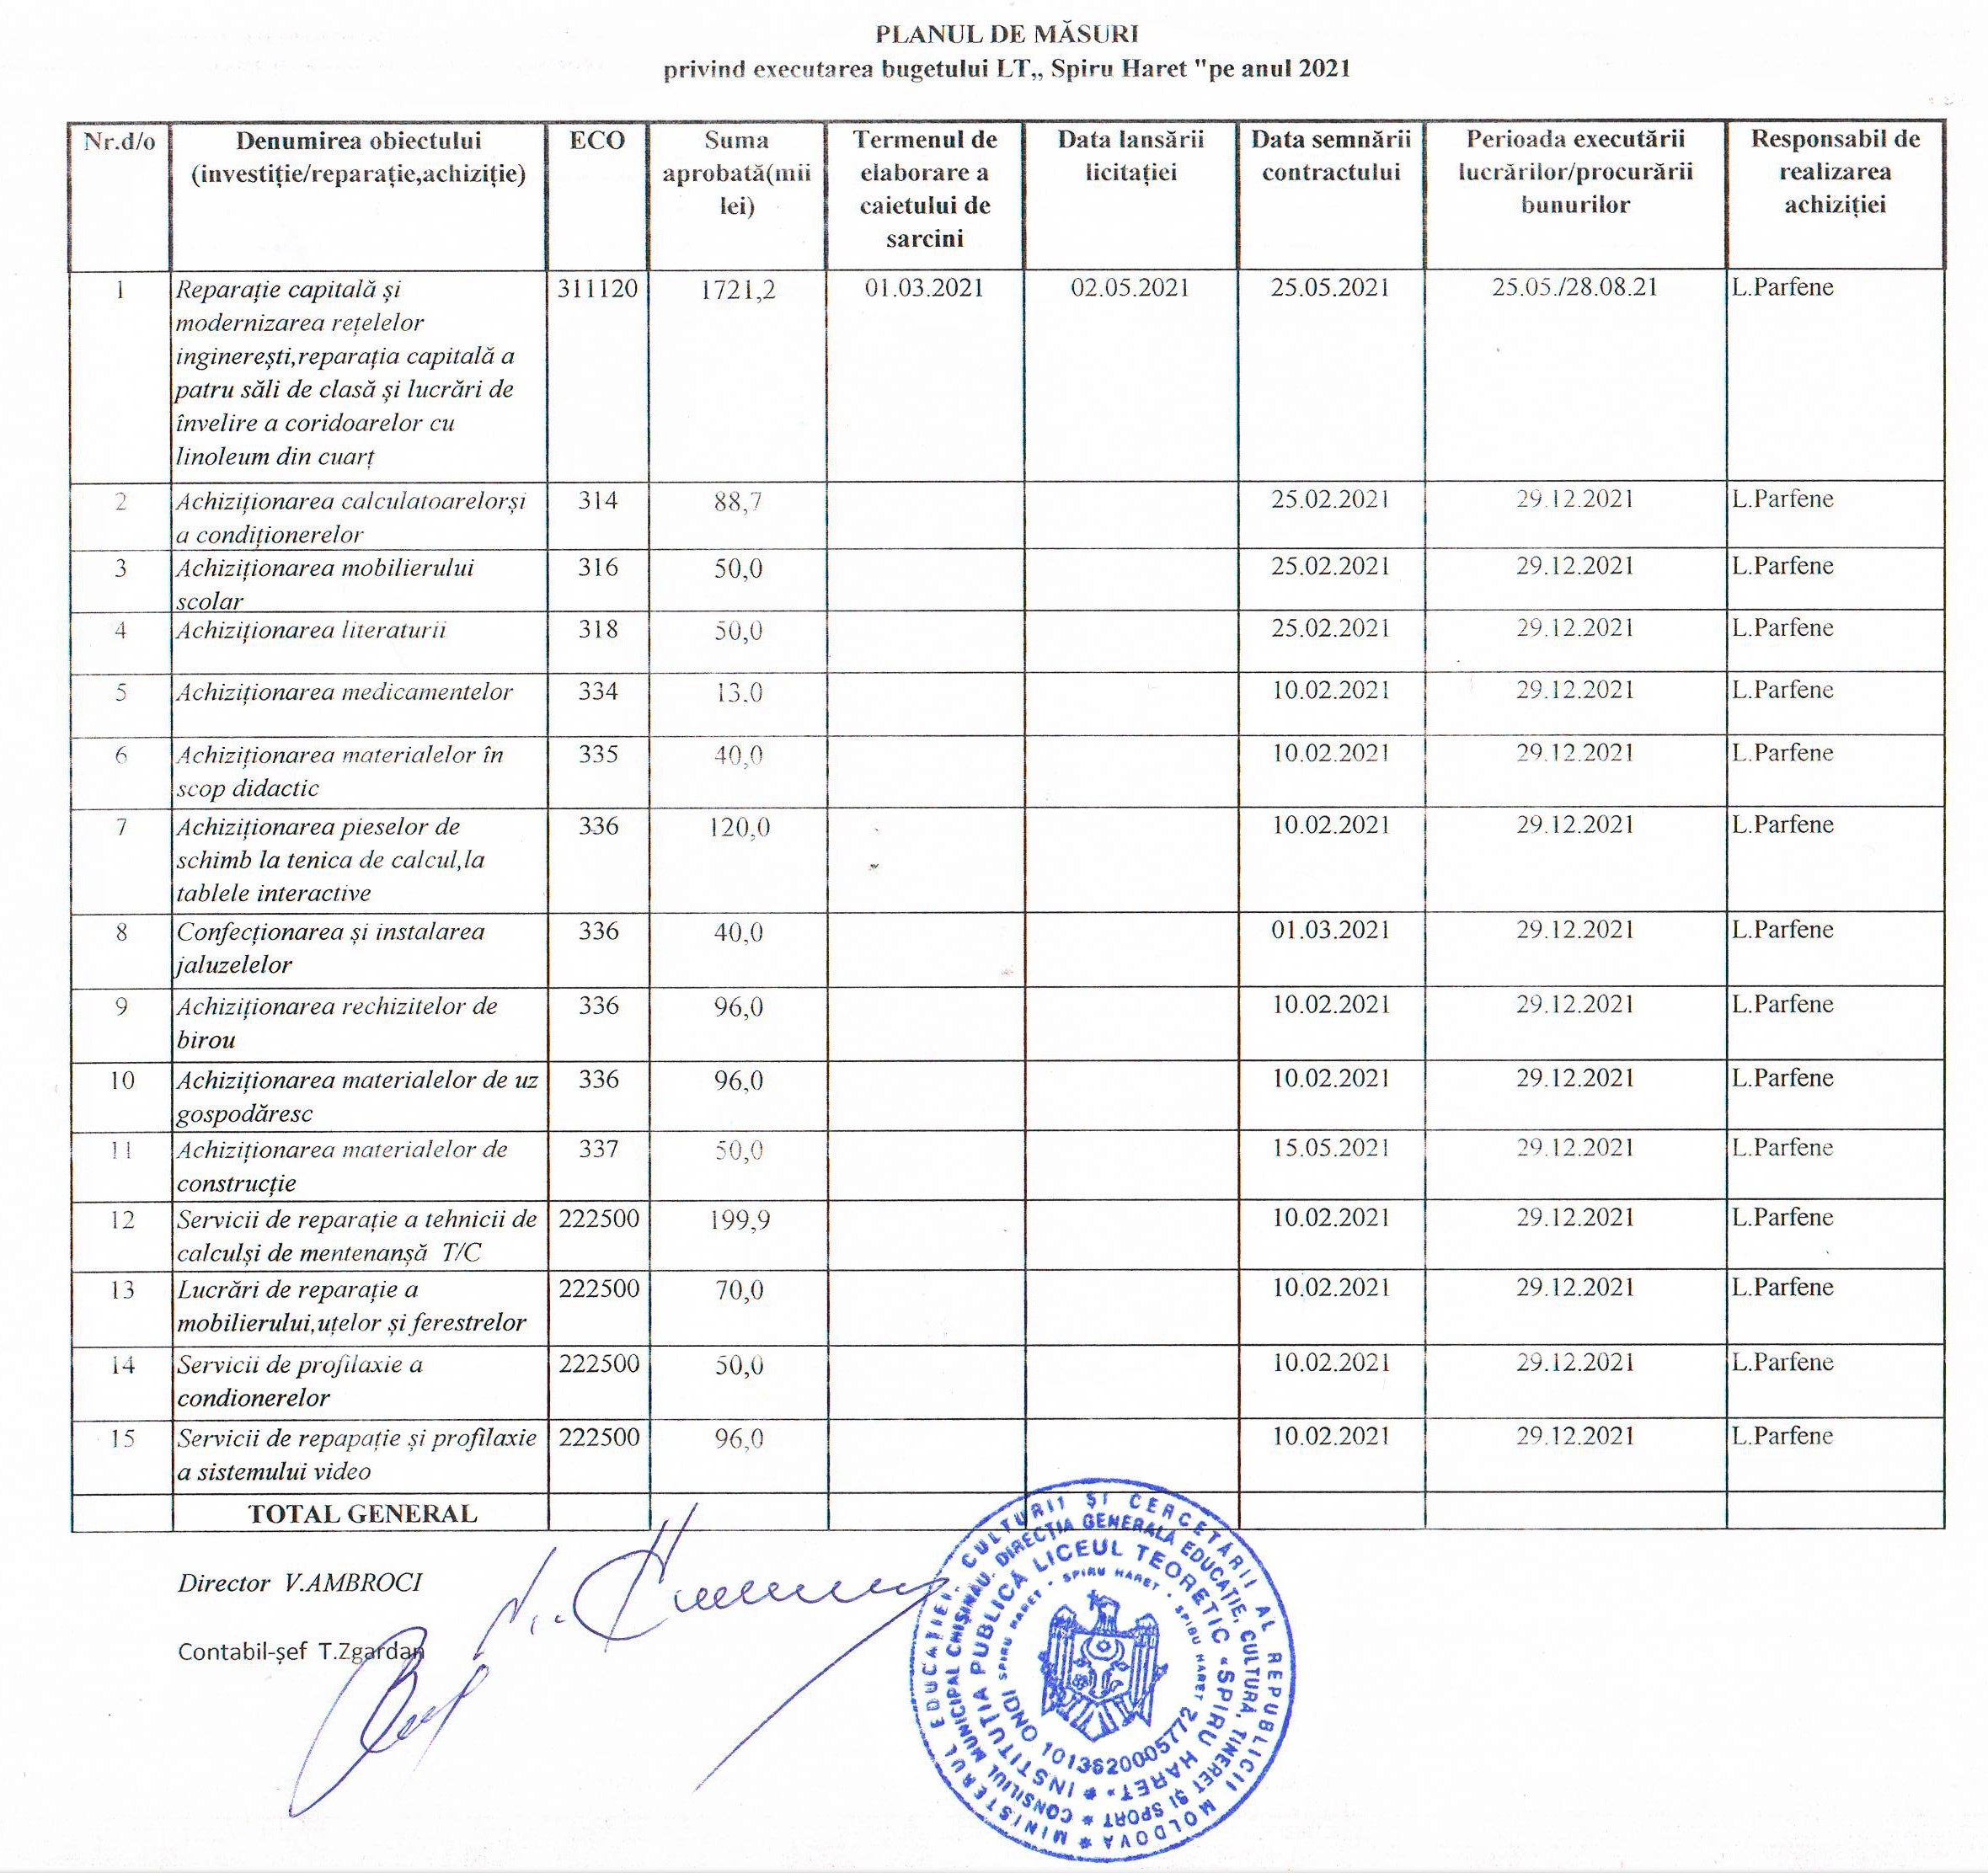 PLANUL DE MĂSURI
privind executarea bugetului LT,, Spiru Haret "pe anul 2021
Nr.d/o Denumirea obiectului (investiție/reparație,achiziție) ECO Suma aprobată(mii lei) Termenul de elaborare a caietului de sarcini Data lansării licitației Data semnării contractului Perioada executării lucrărilor/procurării bunurilor Responsabil de realizarea achiziției
1 Reparație capitală și 311120 1721,2 01.03.2021 02.05.2021 25.05.2021 25.05./28.08.21 L.Parfene
modernizarea rețelelor
inginerești,reparația capitală a
patru săli de clasă și lucrări de
învelire a coridoarelor cu
linoleum din cuarț
2 Achiziționarea calculatoarelorși 314 88,7 25.02.2021 29.12.2021 L.Parfene
a condiționerelor
3 Achiziționarea mobilierului 316 50,0 25.02.2021 29.12.2021 L.Parfene
scolar
4 Achiziționarea literaturii 318 50,0 25.02.2021 29.12.2021 L.Parfene
5 Achiziționarea medicamentelor 334 13,0 10.02.2021 29.12.2021 L.Parfene
6 Achiziționarea materialelor în 335 40,0 10.02.2021 29.12.2021 L.Parfene
scop didactic
7 Achiziționarea pieselor de 336 120,0 10.02.2021 29.12.2021 L.Parfene
schimb la tenica de calcul,la
tablele interactive
8 Confecționarea și instalarea 336 40,0 01.03.2021 29.12.2021 L.Parfene
jaluzelelor
9 Achiziționarea rechizitelor de 336 96,0 10.02.2021 29.12.2021 L.Parfene
birou
10 Achiziționarea materialelor de uz 336 96,0 10.02.2021 29.12.2021 L.Parfene
gospodăresc
11 Achiziționarea materialelor de 337 50,0 15.05.2021 29.12.2021 L.Parfene
construcție
12 Servicii de reparație a tehnicii de 222500 199,9 10.02.2021 29.12.2021 L.Parfene
calculși de mentenanșă T/C
13 Lucrări de reparație a 222500 70,0 10.02.2021 29.12.2021 L.Parfene
mobilierului,uțelor și ferestrelor
14 Servicii de profilaxie a 222500 50,0 10.02.2021 29.12.2021 L.Parfene
condionerelor
15 Servicii de repapație și profilaxie 222500 96,0 10.02.2021 29.12.2021 L.Parfene
a sistemului video
TOTAL GENERAL
Director V.AMBROCI
Contabil-șef T.Zgardan
MINISTERUL EDUCAȚIEI, CULTURII ȘI CERCETĂRII AL REPUBLICII MOLDOVA
CONSILIUL MUNICIPAL CHIȘINĂU, DIRECȚIA GENERALĂ EDUCAȚIE, CULTURĂ, TINERET ȘI SPORT
INSTITUȚIA PUBLICĂ LICEUL TEORETIC «SPIRU HARET»
IDNO 1013620005772
SPIRU HARET • SPIRU HARET • SPIRU HARET